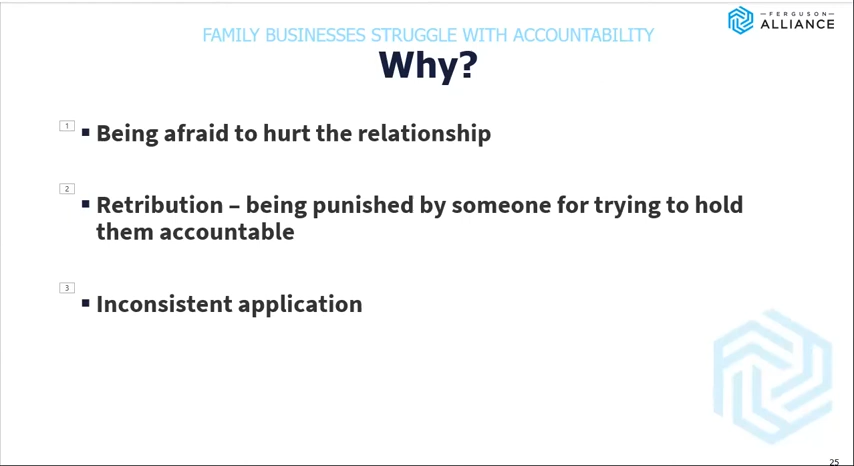 FERGUSON
ALLIANCE
FAMILY BUSINESSES STRUGGLE WITH ACCOUNTABILITY
Why?
1
▪ Being afraid to hurt the relationship
2
▪ Retribution – being punished by someone for trying to hold
them accountable
3
▪ Inconsistent application
25